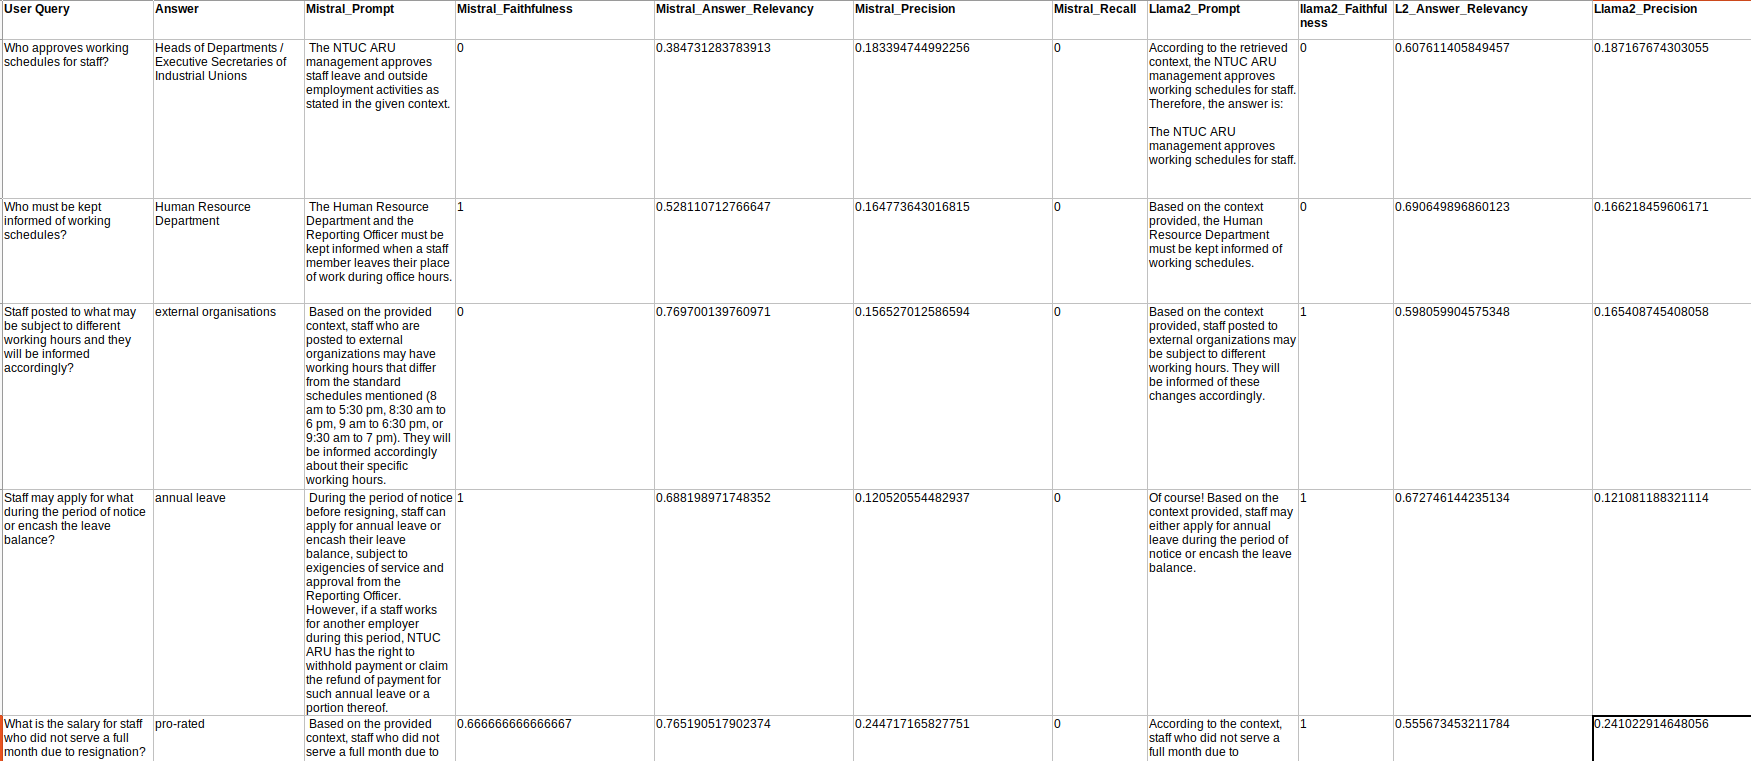 User Query
Answer
Mistral_Prompt
Mistral_Faithfulness
Mistral_Answer_Relevancy
Mistral_Precision
Mistral_Recall
Llama2_Prompt
llama2_Faithful
ness
L2_Answer_Relevancy
Llama2_Precision
Who approves working
schedules for staff?
Heads of Departments /
Executive Secretaries of
Industrial Unions
The NTUC ARU
management approves
staff leave and outside
employment activities as
stated in the given context.
0
0.384731283783913
0.183394744992256
0
According to the retrieved
context, the NTUC ARU
management approves
working schedules for staff.
Therefore, the answer is:
The NTUC ARU
management approves
working schedules for staff.
0
0.607611405849457
0.187167674303055
Who must be kept
informed of working
schedules?
Human Resource
Department
The Human Resource
Department and the
Reporting Officer must be
kept informed when a staff
member leaves their place
of work during office hours.
1
0.528110712766647
0.164773643016815
0
Based on the context
provided, the Human
Resource Department
must be kept informed of
working schedules.
0
0.690649896860123
0.166218459606171
Staff posted to what may
be subject to different
working hours and they
will be informed
accordingly?
external organisations
Based on the provided
context, staff who are
posted to external
organizations may have
working hours that differ
from the standard
schedules mentioned (8
am to 5:30 pm, 8:30 am to
6 pm, 9 am to 6:30 pm, or
9:30 am to 7 pm). They will
be informed accordingly
about their specific
working hours.
0
0.769700139760971
0.156527012586594
0
Based on the context
provided, staff posted to
external organizations may
be subject to different
working hours. They will
be informed of these
changes accordingly.
1
0.598059904575348
0.165408745408058
Staff may apply for what
during the period of notice
or encash the leave
balance?
annual leave
During the period of notice
before resigning, staff can
apply for annual leave or
encash their leave
balance, subject to
exigencies of service and
approval from the
Reporting Officer.
However, if a staff works
for another employer
during this period, NTUC
ARU has the right to
withhold payment or claim
the refund of payment for
such annual leave or a
portion thereof.
1
0.688198971748352
0.120520554482937
0
Of course! Based on the
context provided, staff may
either apply for annual
leave during the period of
notice or encash the leave
balance.
1
0.672746144235134
0.121081188321114
What is the salary for staff
who did not serve a full
month due to resignation?
pro-rated
Based on the provided
context, staff who did not
serve a full month due to
0.666666666666667
0.765190517902374
0.244717165827751
0
According to the context,
staff who did not serve a
full month due to
1
0.555673453211784
0.241022914648056